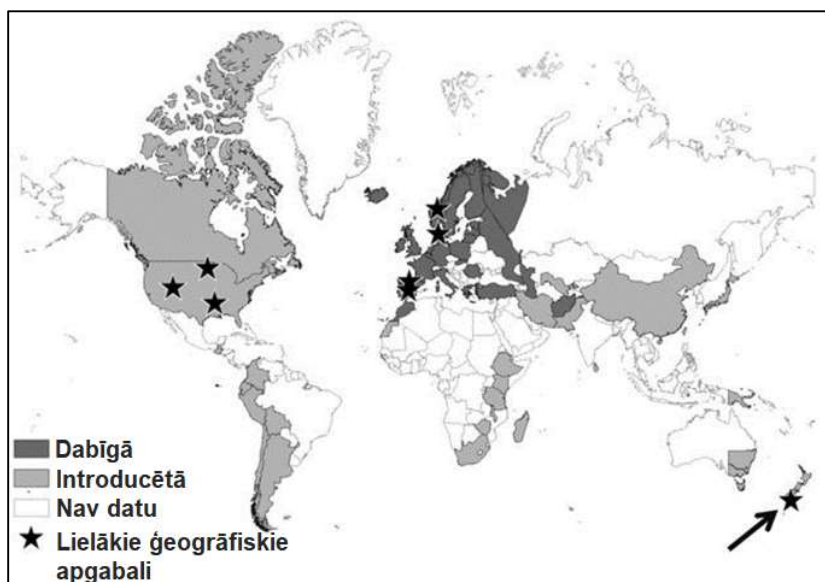 Dabīgā
Introducētā
Nav datu
Lielākie ģeogrāfiskie
apgabali